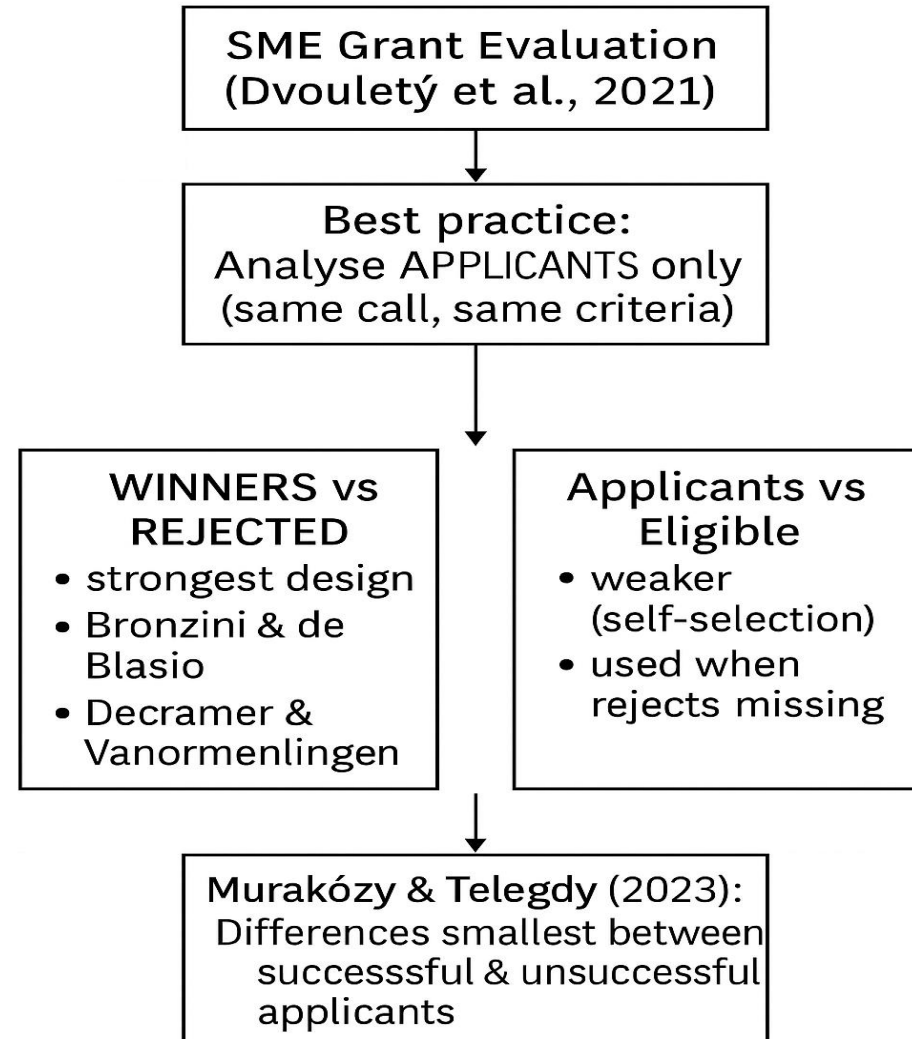 SME Grant Evaluation
(Dvouletý et al., 2021)
Best practice:
Analyse APPLICANTS only
(same call, same criteria)
WINNERS vs
REJECTED
• strongest design
• Bronzini & de
Blasio
• Decramer &
Vanormenlingen
Applicants vs
Eligible
• weaker
(self-selection)
• used when
rejects missing
Murakózy & Telegdy (2023):
Differences smallest between
successsful & unsuccessful
applicants